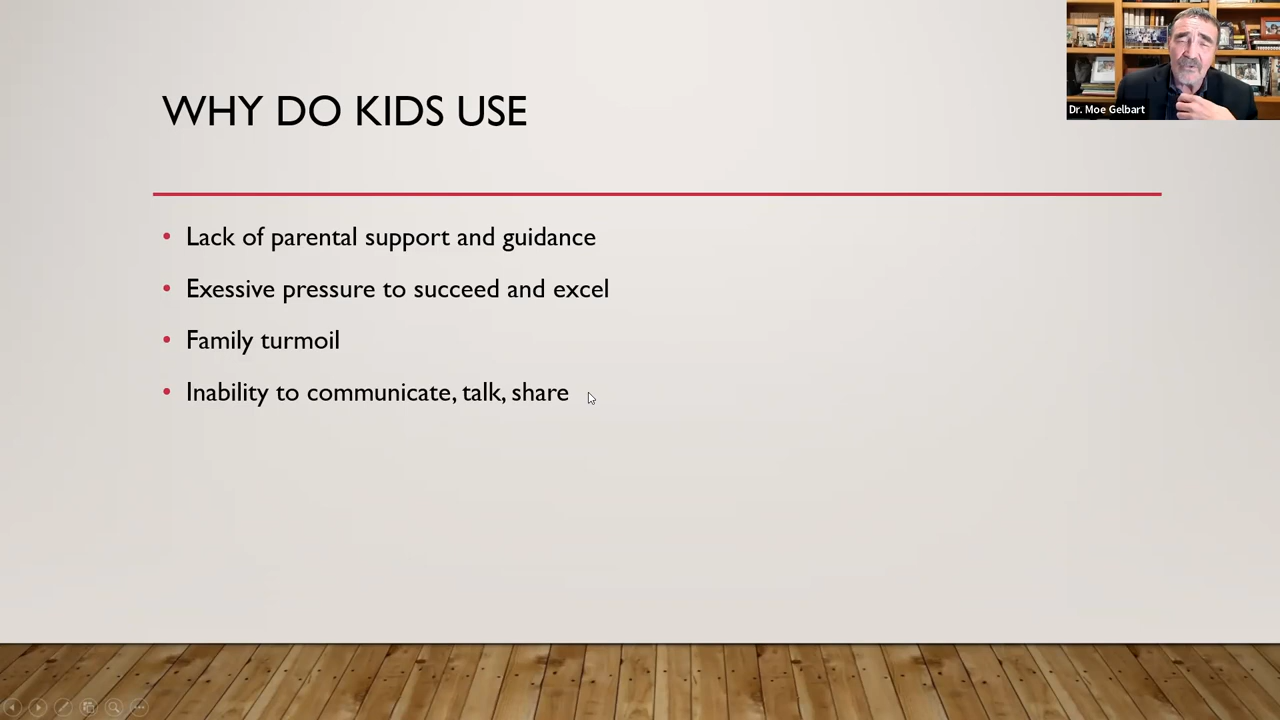 WHY DO KIDS USE
Dr. Moe Gelbart
Lack of parental support and guidance
Exessive pressure to succeed and excel
Family turmoil
Inability to communicate, talk, share